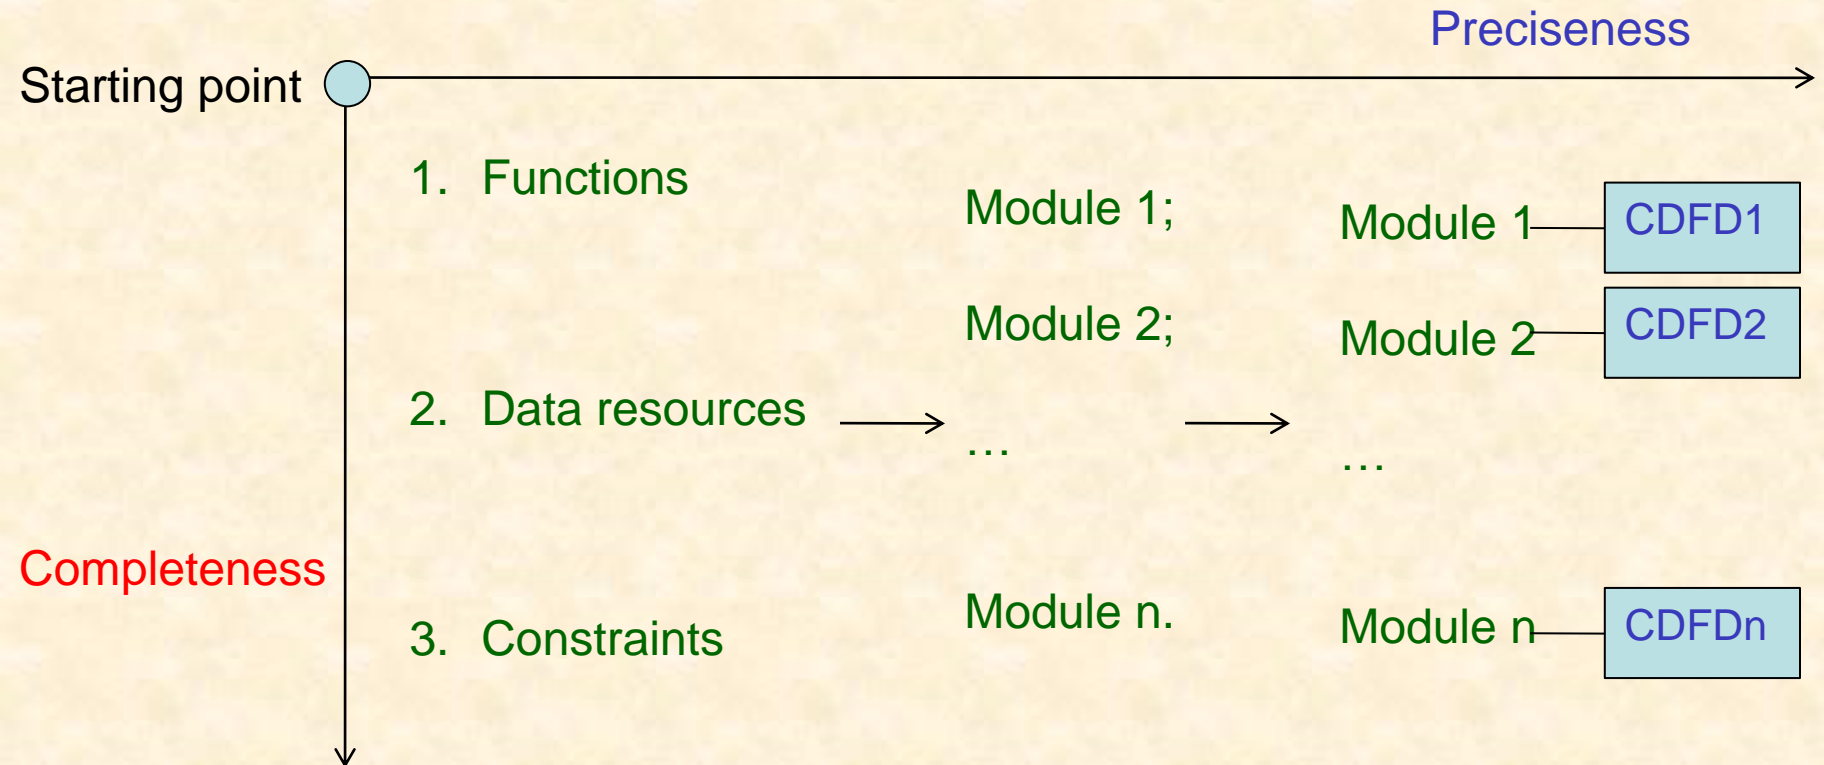 Preciseness
Starting point
1. Functions
Module 1;
Module 1
CDFD1
Module 2;
Module 2
CDFD2
2. Data resources
…
…
Completeness
3. Constraints
Module n.
Module n
CDFDn